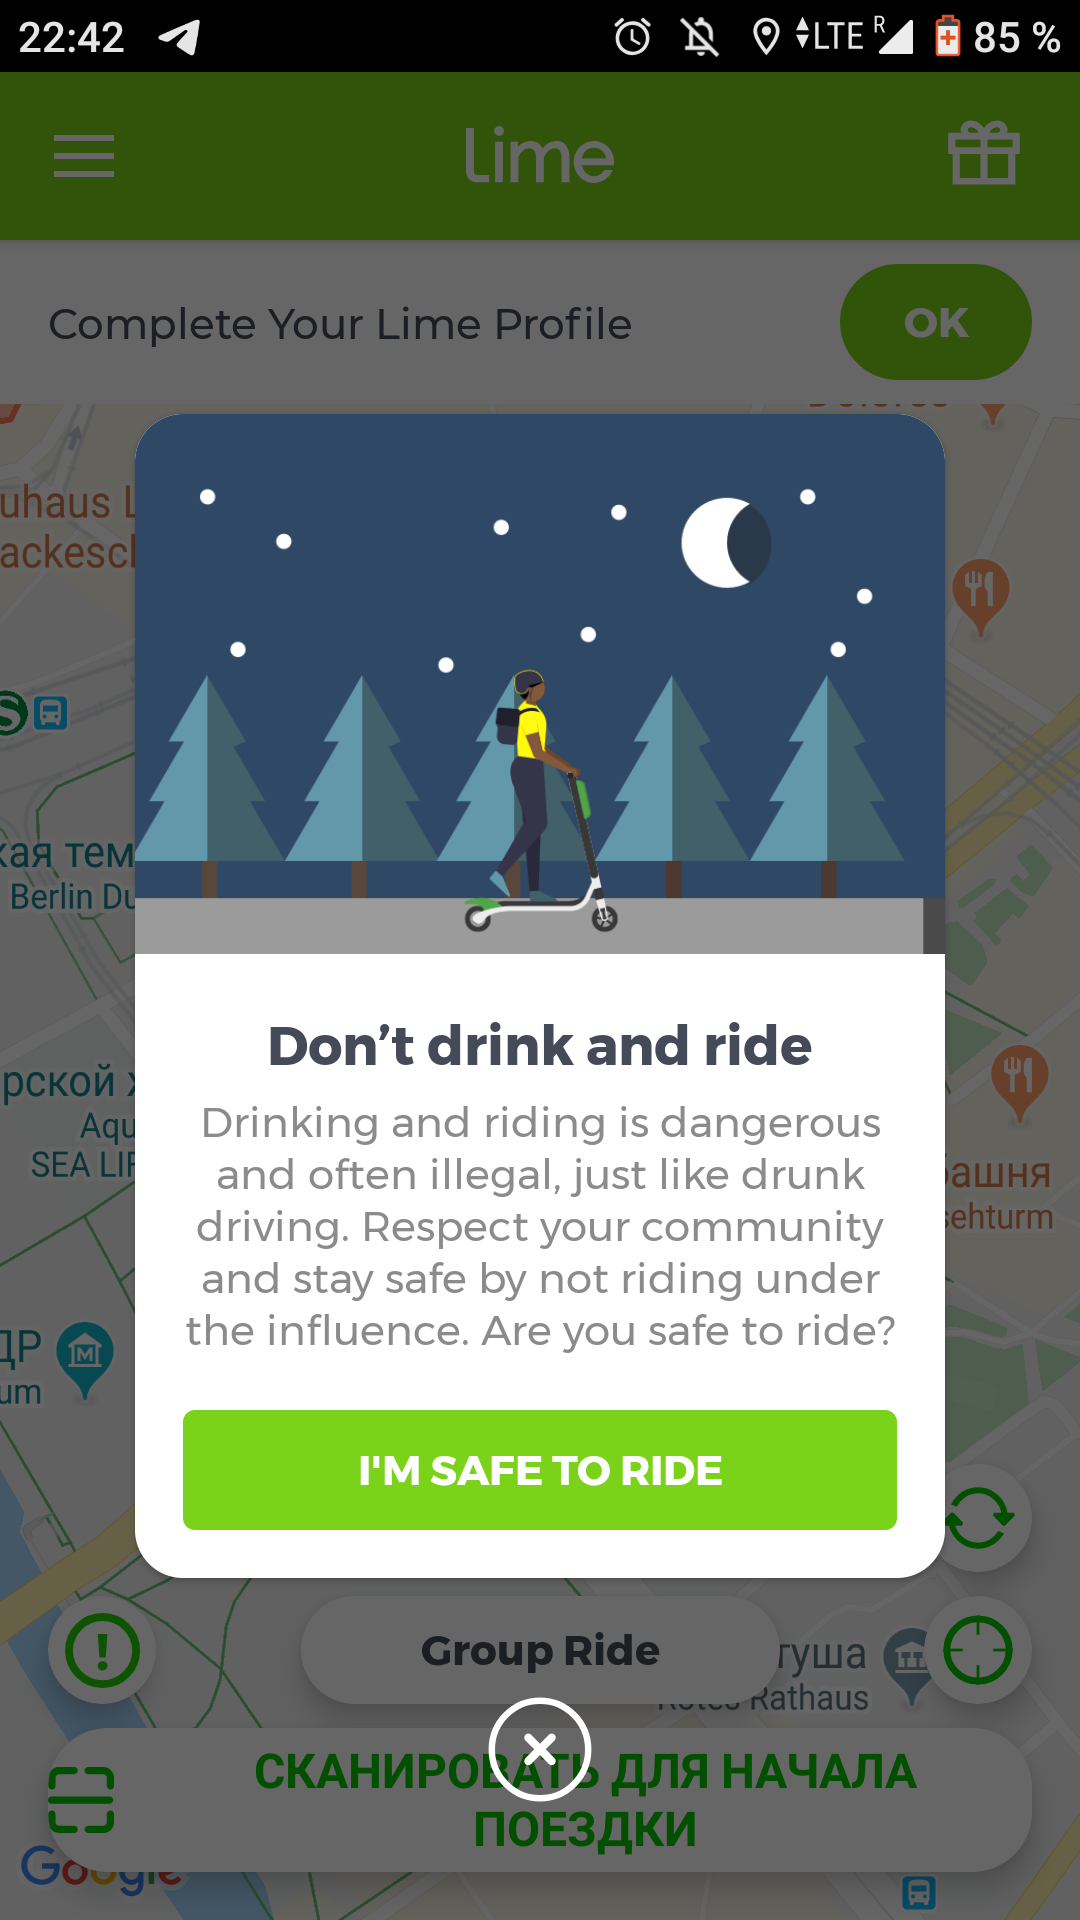 22:42 LTE R 85 %
Lime
Complete Your Lime Profile OK
uhaus L
ackescl
S
кая тем
Berlin Du
рской
Aqu
SEA LIF
башня
sehturm
ДР
um
M
Don’t drink and ride
Drinking and riding is dangerous
and often illegal, just like drunk
driving. Respect your community
and stay safe by not riding under
the influence. Are you safe to ride?
I'M SAFE TO RIDE
Group Ride
туша
Rotes Rathaus
СКАНИРОВАТЬ ДЛЯ НАЧАЛА
ПОЕЗДКИ
Google